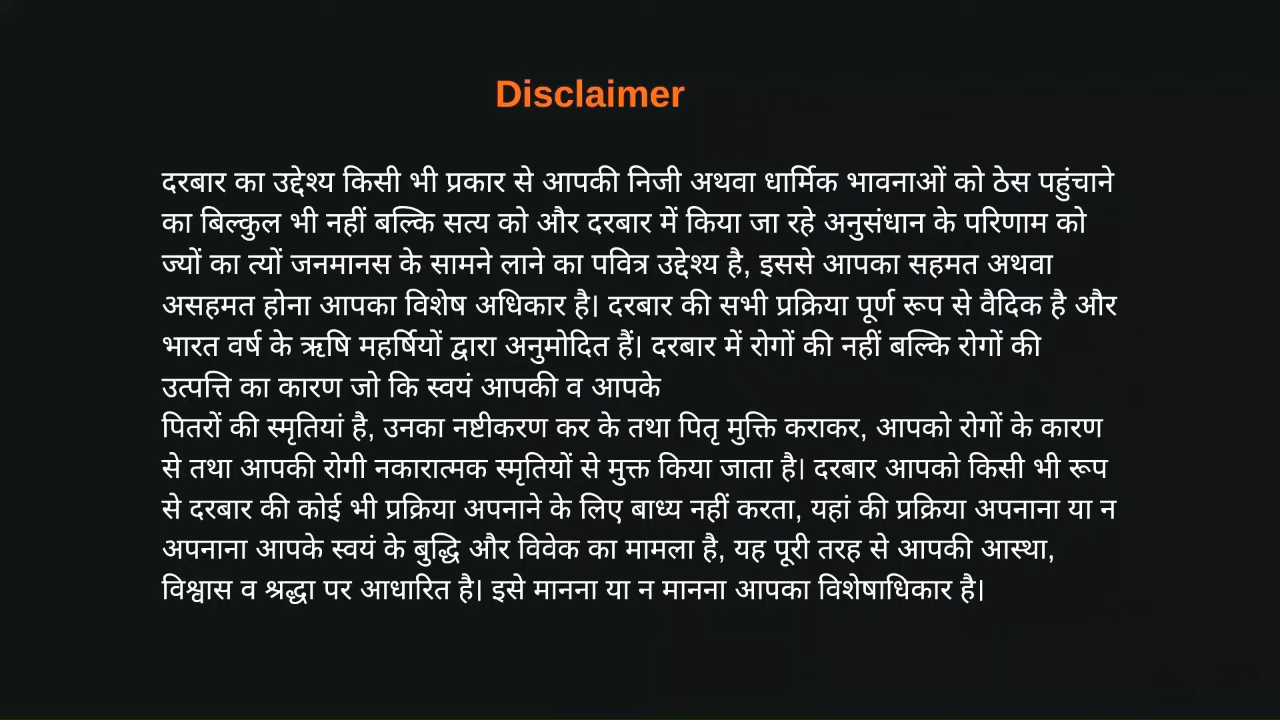 Disclaimer
दरबार का उद्देश्य किसी भी प्रकार से आपकी निजी अथवा धार्मिक भावनाओं को ठेस पहुंचाने
का बिल्कुल भी नहीं बल्कि सत्य को और दरबार में किया जा रहे अनुसंधान के परिणाम को
ज्यों का त्यों जनमानस के सामने लाने का पवित्र उद्देश्य है, इससे आपका सहमत अथवा
असहमत होना आपका विशेष अधिकार है। दरबार की सभी प्रक्रिया पूर्ण रूप से वैदिक है और
भारत वर्ष के ऋषि महर्षियों द्वारा अनुमोदित हैं। दरबार में रोगों की नहीं बल्कि रोगों की
उत्पत्ति का कारण जो कि स्वयं आपकी व आपके
पितरों की स्मृतियां है, उनका नष्टीकरण कर के तथा पितृ मुक्ति कराकर, आपको रोगों के कारण
से तथा आपकी रोगी नकारात्मक स्मृतियों से मुक्त किया जाता है। दरबार आपको किसी भी रूप
से दरबार की कोई भी प्रक्रिया अपनाने के लिए बाध्य नहीं करता, यहां की प्रक्रिया अपनाना या न
अपनाना आपके स्वयं के बुद्धि और विवेक का मामला है, यह पूरी तरह से आपकी आस्था,
विश्वास व श्रद्धा पर आधारित है। इसे मानना या न मानना आपका विशेषाधिकार है।